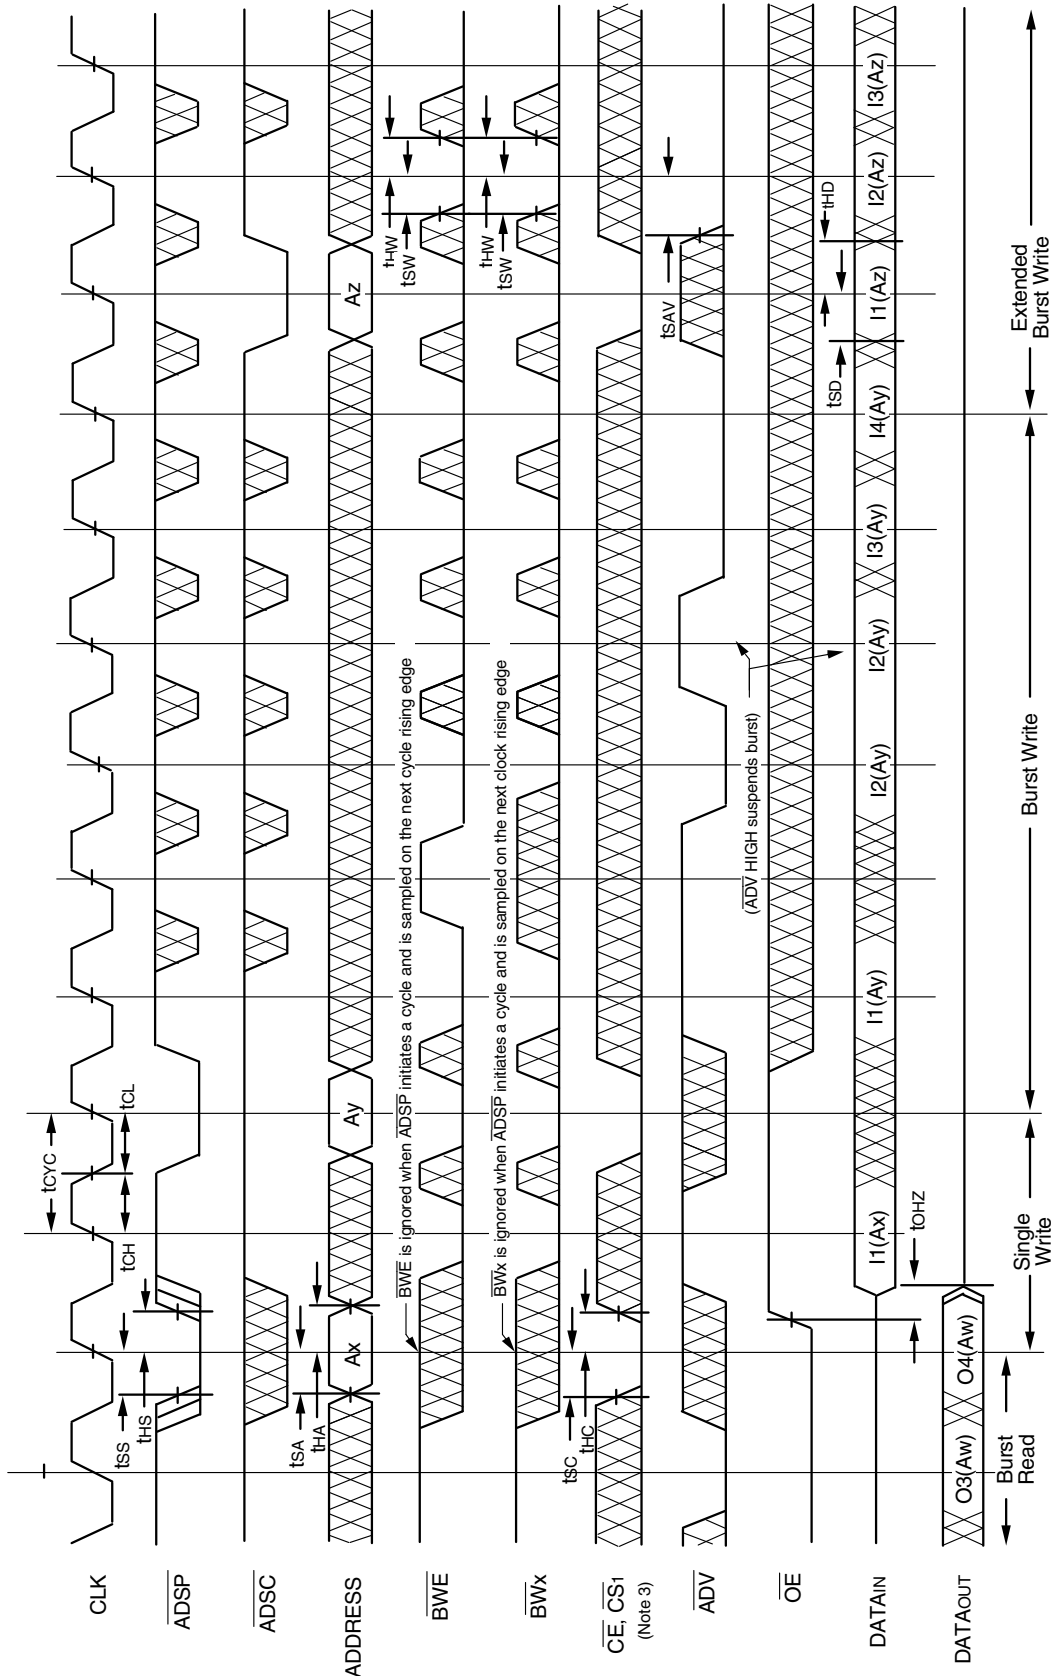 CLK
tSS
tHS
tCH
tCYC
tCL
ADSP
ADSC
tSA
tHA
ADDRESS
Ax
Ay
Az
BWE
BWE is ignored when ADSP initiates a cycle and is sampled on the next cycle rising edge
tHW
tSW
BWx
BWx is ignored when ADSP initiates a cycle and is sampled on the next clock rising edge
tHW
tSW
tSC
tHC
CE, CS1
(Note 3)
ADV
tSAV
(ADV HIGH suspends burst)
OE
tSD
tHD
DATAIN
I1(Ax)
I1(Ay)
I2(Ay)
I2(Ay)
I3(Ay)
I4(Ay)
I1(Az)
I2(Az)
I3(Az)
tOHZ
DATAOUT
O3(Aw)
O4(Aw)
Burst
Read
Single
Write
Burst Write
Extended
Burst Write